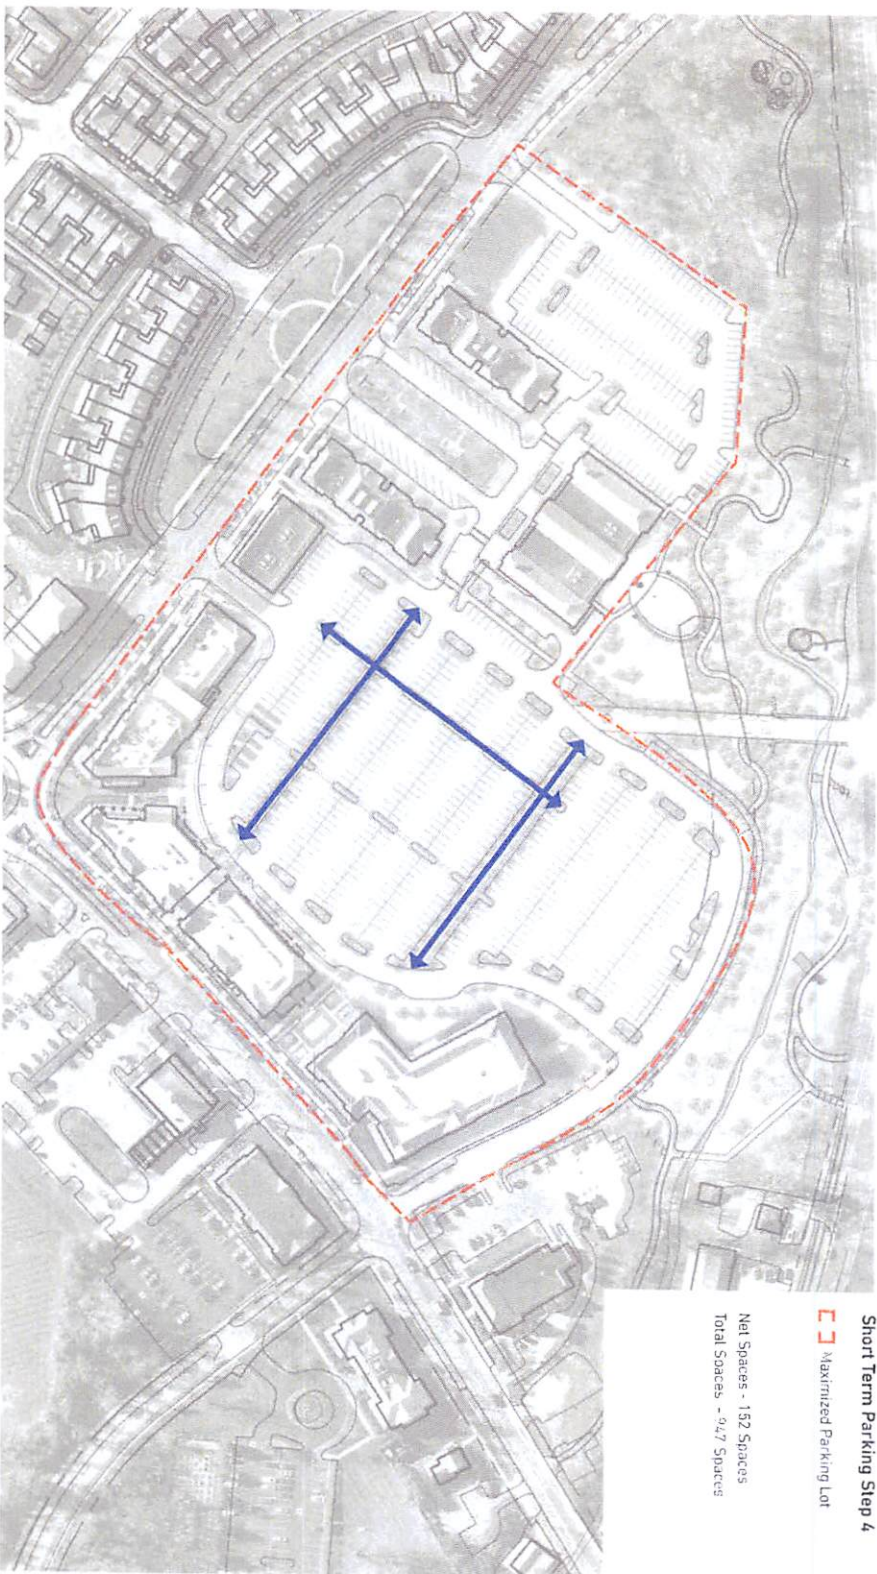 Short Term Parking Step 4
Maximized Parking Lot
Net Spaces - 152 Spaces
Total Spaces - 947 Spaces